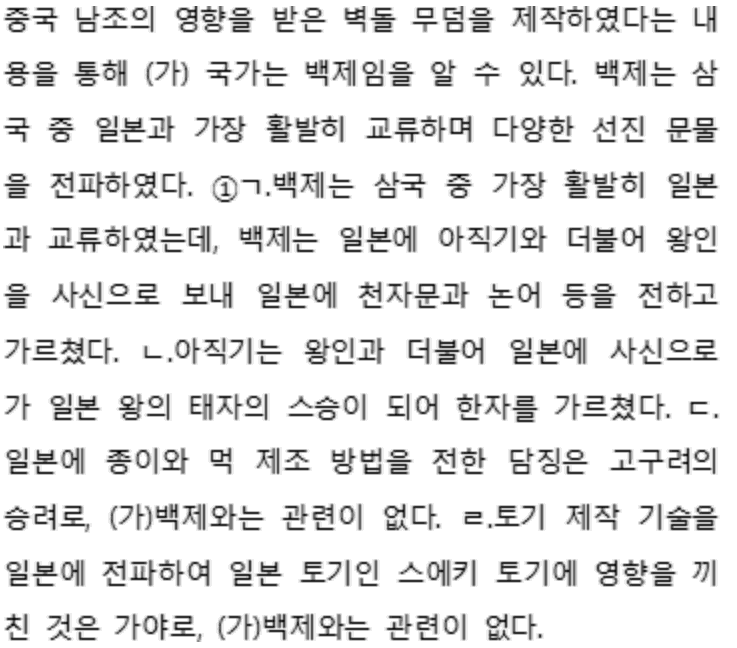 중국 남조의 영향을 받은 벽돌 무덤을 제작하였다는 내
용을 통해 (가) 국가는 백제임을 알 수 있다. 백제는 삼
국 중 일본과 가장 활발히 교류하며 다양한 선진 문물
을 전파하였다. ①ㄱ.백제는 삼국 중 가장 활발히 일본
과 교류하였는데, 백제는 일본에 아직기와 더불어 왕인
을 사신으로 보내 일본에 천자문과 논어 등을 전하고
가르쳤다. ㄴ.아직기는 왕인과 더불어 일본에 사신으로
가 일본 왕의 태자의 스승이 되어 한자를 가르쳤다. ㄷ.
일본에 종이와 먹 제조 방법을 전한 담징은 고구려의
승려로, (가)백제와는 관련이 없다. ㄹ.토기 제작 기술을
일본에 전파하여 일본 토기인 스에키 토기에 영향을 끼
친 것은 가야로, (가)백제와는 관련이 없다.